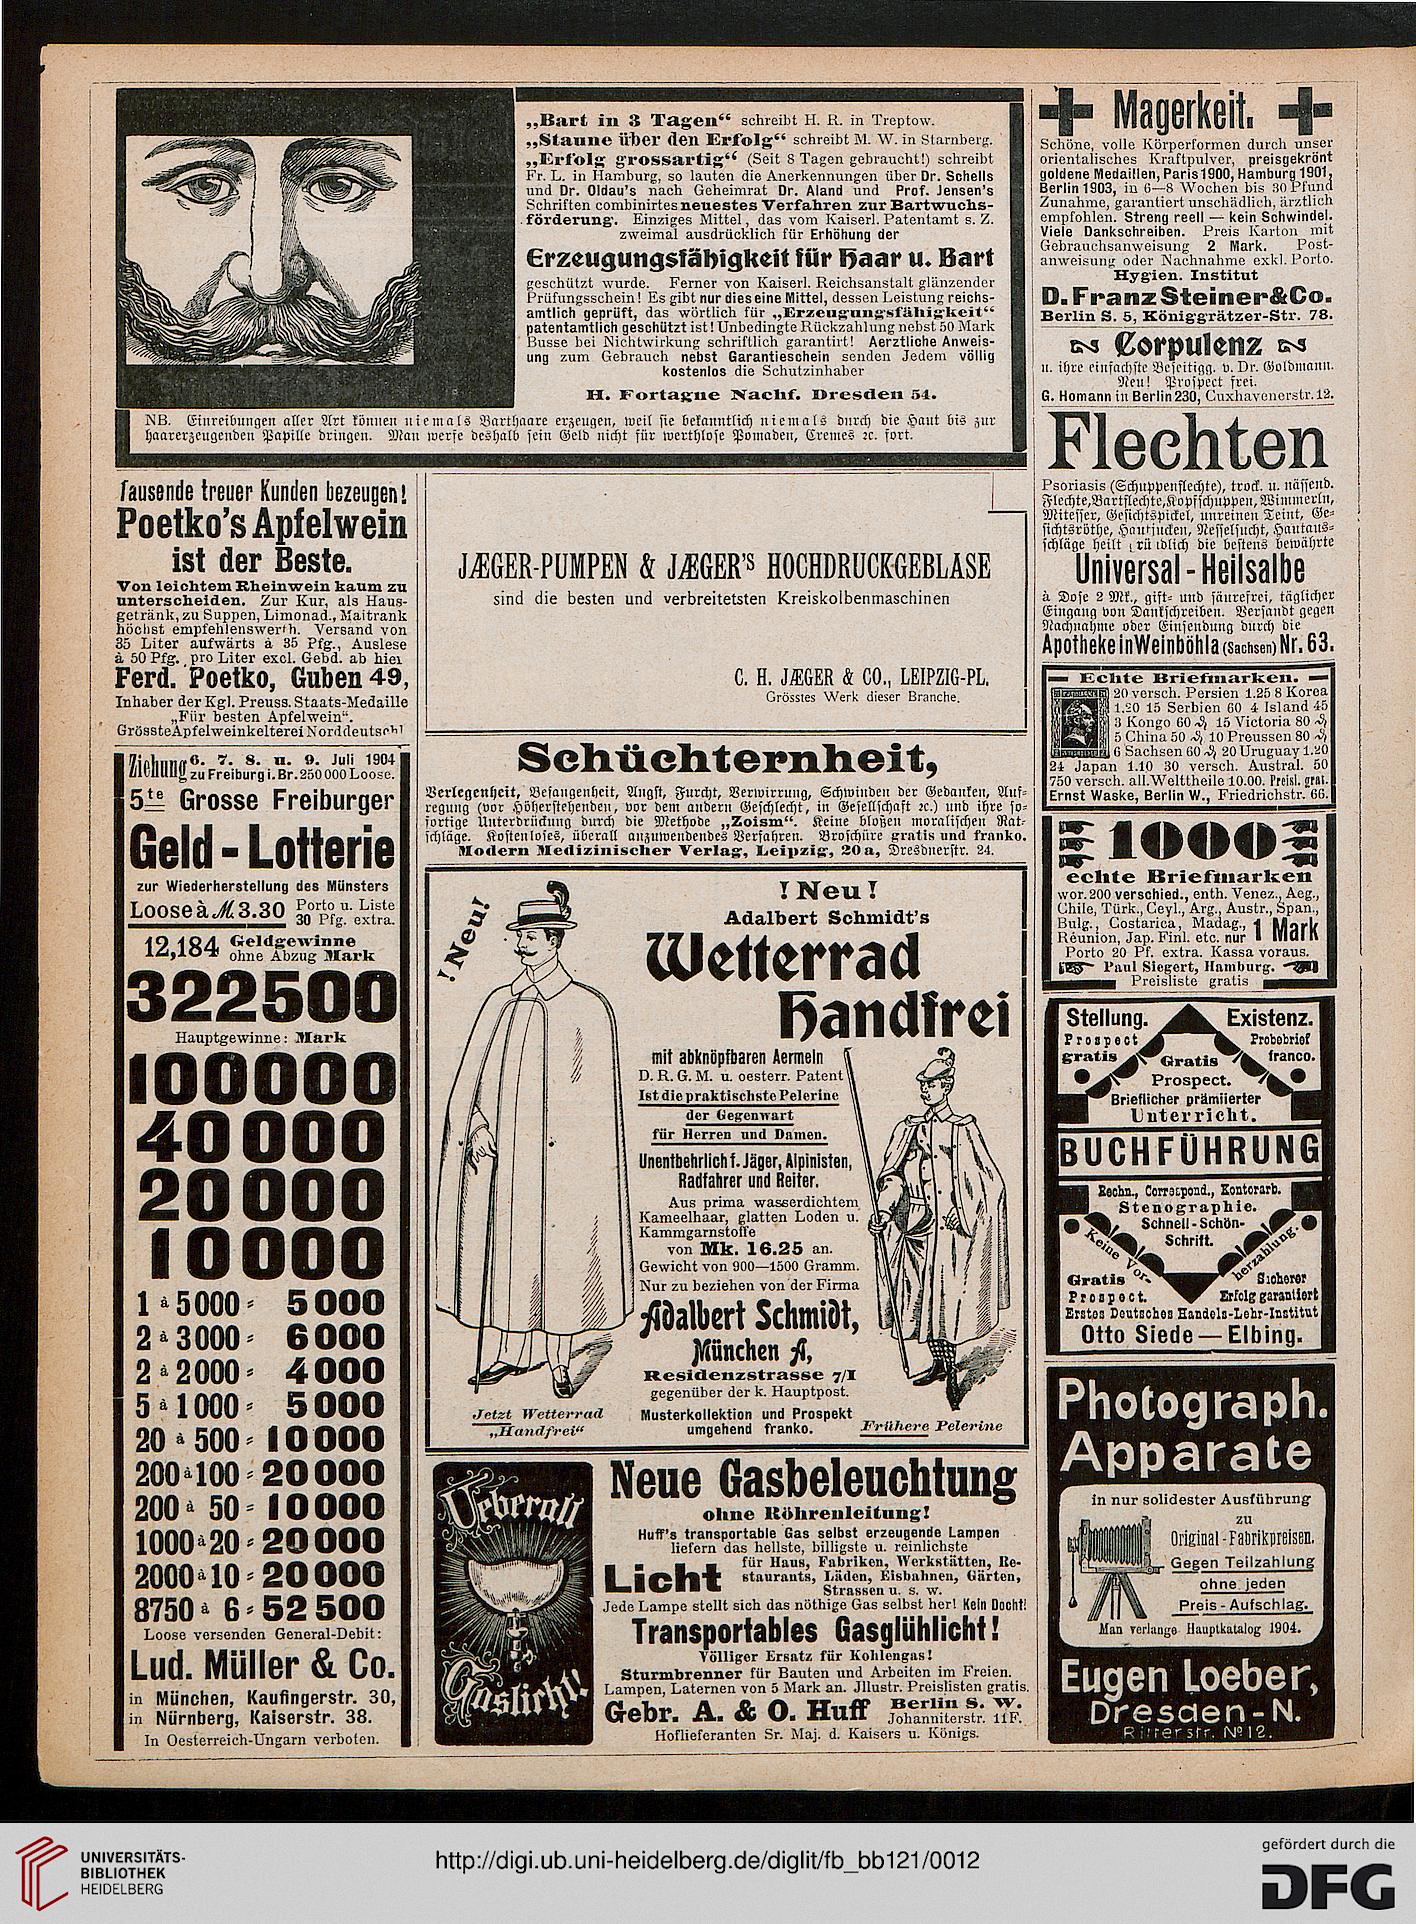 „Bart in 3 Tagen“ schreibt H. R. in Treptow.
„Staune über den Erfolg“ schreibt M. W. in Starnberg.
„Erfolg grossartig“ (Seit 8 Tagen gebraucht!) schreibt
Fr. L. in Hamburg, so lauten die Anerkennungen über Dr. Schells
und Dr. Oldau's nach Geheimrat Dr. Aland und Prof. Jensen's
Schriften combinirtes neuestes Verfahren zur Bartwuchs-
förderung. Einziges Mittel, das vom Kaiserl. Patentamt s. Z.
zweimal ausdrücklich für Erhöhung der
Erzeugungsfähigkeit für Haar u. Bart
geschützt wurde. Ferner von Kaiserl. Reichsanstalt glänzender
Prüfungsschein! Es gibt nur dies eine Mittel, dessen Leistung reichs-
amtlich geprüft, das wörtlich für „Erzeugungsfähigkeit“
patentamtlich geschützt ist! Unbedingte Rückzahlung nebst 50 Mark
Busse bei Nichtwirkung schriftlich garantirt! Aerztliche Anweis-
ung zum Gebrauch nebst Garantieschein senden Jedem völlig
kostenlos die Schutzinhaber
H. Fortagne Nachf. Dresden 54.
NB. Einreibungen aller Art können niemals Barthaare erzeugen, weil sie bekanntlich niemals durch die Haut bis zur
haarerzeugenden Papille dringen. Man werfe deshalb sein Geld nicht für werthlose Pomaden, Cremes ꝛc. fort.
Tausende treuer Kunden bezeugen!
Poetko's Apfelwein
ist der Beste.
Von leichtem Rheinwein kaum zu
unterscheiden. Zur Kur, als Haus-
getränk, zu Suppen, Limonad., Maitrank
höchst empfehlenswerth. Versand von
35 Liter aufwärts à 35 Pfg., Auslese
à 50 Pfg., pro Liter excl. Gebd. ab hier
Ferd. Poetko, Guben 49,
Inhaber der Kgl. Preuss. Staats-Medaille
„Für besten Apfelwein“.
Grösste Apfelweinkelterei Norddeutschl
Ziehung 6. 7. 8. u. 9. Juli 1904
zu Freiburg i. Br. 250 000 Loose.
5te Grosse Freiburger
Geld - Lotterie
zur Wiederherstellung des Münsters
Loose à M. 3.30 Porto u. Liste
30 Pfg. extra.
12,184 Geldgewinne
ohne Abzug Mark
322500
Hauptgewinne: Mark
100000
40000
20000
10000
1 à 5000 = 5000
2 à 3000 = 6000
2 à 2000 = 4000
5 à 1000 = 5000
20 à 500 = 10000
200 à 100 = 20000
200 à 50 = 10000
1000 à 20 = 20000
2000 à 10 = 20000
8750 à 6 = 52500
Loose versenden General-Debit:
Lud. Müller & Co.
in München, Kaufingerstr. 30,
in Nürnberg, Kaiserstr. 38.
In Oesterreich-Ungarn verboten.
JÆGER-PUMPEN & JÆGER'S HOCHDRUCK-GEBLASE
sind die besten und verbreitetsten Kreiskolbenmaschinen
C. H. JÆGER & CO., LEIPZIG-PL.
Grösstes Werk dieser Branche.
Schüchternheit,
Verlegenheit, Befangenheit, Angst, Furcht, Verwirrung, Schwinden der Gedanken, Auf-
regung (vor Höherstehenden, vor dem andern Geschlecht, in Gesellschaft ꝛc.) und ihre so-
fortige Unterdrückung durch die Methode „Zoism“. Keine bloßen moralischen Rat-
schläge. Kostenloses, überall anzuwendendes Verfahren. Broschüre gratis und franko.
Modern Medizinischer Verlag, Leipzig, 20a, Dresdnerstr. 24.
! Neu!
! Neu !
Adalbert Schmidt's
Wetterrad
Handfrei
mit abknöpfbaren Aermeln
D. R. G. M. u. oesterr. Patent
Ist die praktischste Pelerine
der Gegenwart
für Herren und Damen.
Unentbehrlich f. Jäger, Alpinisten,
Radfahrer und Reiter.
Aus prima wasserdichtem
Kameelhaar, glatten Loden u.
Kammgarnstoffe
von Mk. 16.25 an.
Gewicht von 900—1500 Gramm.
Nur zu beziehen von der Firma
Adalbert Schmidt,
München A,
Residenzstrasse 7/I
gegenüber der k. Hauptpost.
Musterkollektion und Prospekt
umgehend franko.
Jetzt Wetterrad
„Handfrei“
Frühere Pelerine
Ueberall
Gaslicht!
Neue Gasbeleuchtung
ohne Röhrenleitung!
Huff's transportable Gas selbst erzeugende Lampen
liefern das hellste, billigste u. reinlichste
Licht für Haus, Fabriken, Werkstätten, Re-
staurants, Läden, Eisbahnen, Gärten,
Strassen u. s. w.
Jede Lampe stellt sich das nöthige Gas selbst her! Kein Docht!
Transportables Gasglühlicht!
Völliger Ersatz für Kohlengas!
Sturmbrenner für Bauten und Arbeiten im Freien.
Lampen, Laternen von 5 Mark an. Jllustr. Preislisten gratis.
Gebr. A. & O. Huff Berlin S. W.
Johanniterstr. 11F.
Hoflieferanten Sr. Maj. d. Kaisers u. Königs.
Magerkeit.
Schöne, volle Körperformen durch unser
orientalisches Kraftpulver, preisgekrönt
goldene Medaillen, Paris 1900, Hamburg 1901,
Berlin 1903, in 6—8 Wochen bis 30 Pfund
Zunahme, garantiert unschädlich, ärztlich
empfohlen. Streng reell — kein Schwindel.
Viele Dankschreiben. Preis Karton mit
Gebrauchsanweisung 2 Mark. Post-
anweisung oder Nachnahme exkl. Porto.
Hygien. Institut
D. Franz Steiner & Co.
Berlin S. 5, Königgrätzer-Str. 78.
Corpulenz
u. ihre einfachste Beseitigg. v. Dr. Goldmann.
Neu! Prospect frei.
G. Homann in Berlin 230, Cuxhavenerstr. 12.
Flechten
Psoriasis (Schuppenflechte), trock. u. nässend.
Flechte, Bartflechte, Kopfschuppen, Wimmerln,
Mitesser, Gesichtspickel, unreinen Teint, Ge-
sichtsröthe, Hautjucken, Nesselsucht, Hautaus-
schläge heilt gründlich die bestens bewährte
Universal - Heilsalbe
à Dose 2 Mk., gift- und säurefrei, täglicher
Eingang von Dankschreiben. Versandt gegen
Nachnahme oder Einsendung durch die
Apotheke in Weinböhla (Sachsen) Nr. 63.
Echte Briefmarken.
20 versch. Persien 1.25 8 Korea
1.20 15 Serbien 60 4 Island 45
3 Kongo 60 ₰, 15 Victoria 80 ₰,
5 China 50 ₰, 10 Preussen 80 ₰,
6 Sachsen 60 ₰, 20 Uruguay 1.20
24 Japan 1.10 30 versch. Austral. 50
750 versch. all. Welttheile 10.00. Preisl. grat.
Ernst Waske, Berlin W., Friedrichstr. 66.
1000
echte Briefmarken
wor. 200 verschied., enth. Venez., Aeg.,
Chile, Türk., Ceyl., Arg., Austr., Span.,
Bulg., Costarica, Madag.,
Réunion, Jap. Finl. etc. nur 1 Mark
Porto 20 Pf. extra. Kassa voraus.
Paul Siegert, Hamburg.
Preisliste gratis
Stellung. Existenz.
Prospect Probebrief
gratis franco.
Gratis
Prospect.
Brieflicher prämiierter
Unterricht.
BUCHFÜHRUNG
Rechn., Correspond., Kontorarb.
Stenographie.
Schnell-Schön-
Schrift.
Keine Vor-
herzahlung.
Gratis Sicherer
Prospect. Erfolg garantiert
Erstes Deutsches Handels-Lehr-Institut
Otto Siede — Elbing.
Photograph.
Apparate
in nur solidester Ausführung
zu
Original-Fabrikpreisen.
Gegen Teilzahlung
ohne jeden
Preis-Aufschlag.
Man verlange Hauptkatalog 1904.
Eugen Loeber,
Dresden-N.
Ritterstr. No 12.
UNIVERSITÄTS-
BIBLIOTHEK
HEIDELBERG
http://digi.ub.uni-heidelberg.de/diglit/fb_bb121/0012
gefördert durch die
DFG